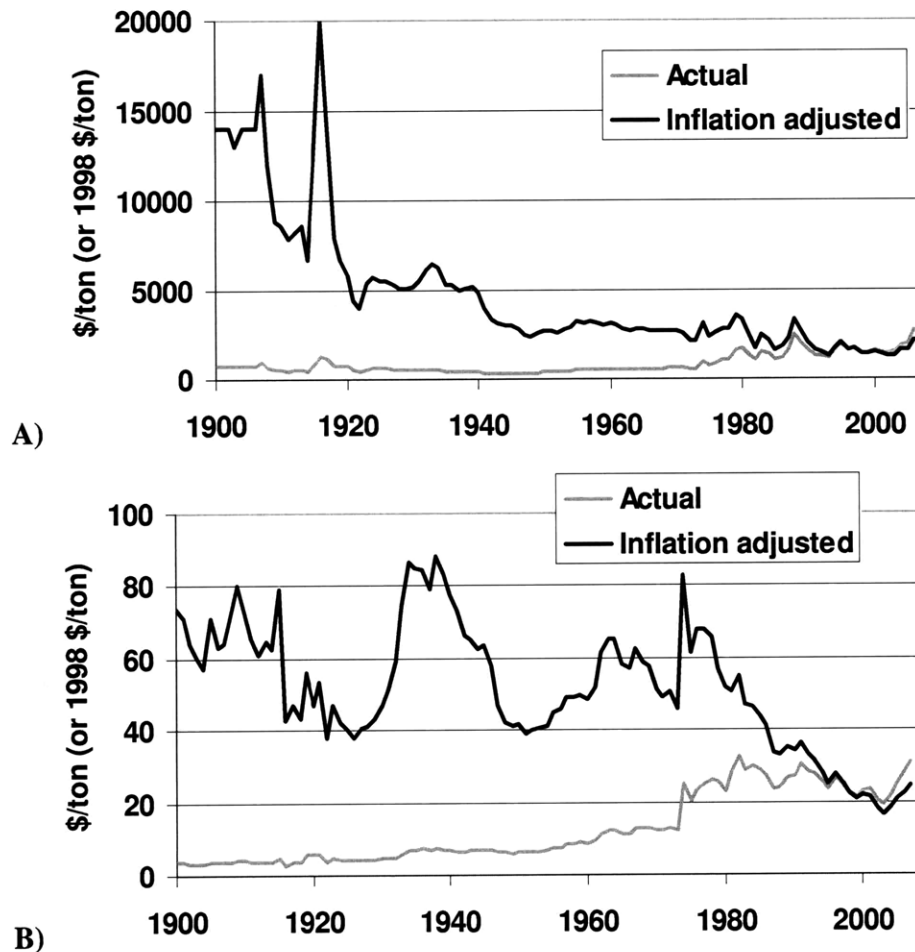 20000
15000
10000
5000
0
$/ton (or 1998 $/ton)
Actual
Inflation adjusted
1900 1920 1940 1960 1980 2000
A)
100
80
60
40
20
0
$/ton (or 1998 $/ton)
Actual
Inflation adjusted
1900 1920 1940 1960 1980 2000
B)